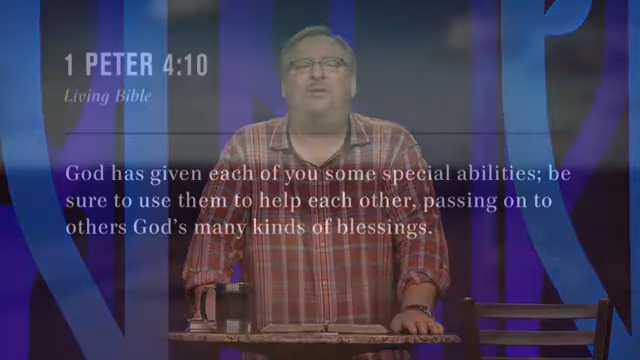 1 PETER 4:10
Living Bible
God has given each of you some special abilities; be
sure to use them to help each other, passing on to
others God's many kinds of blessings.